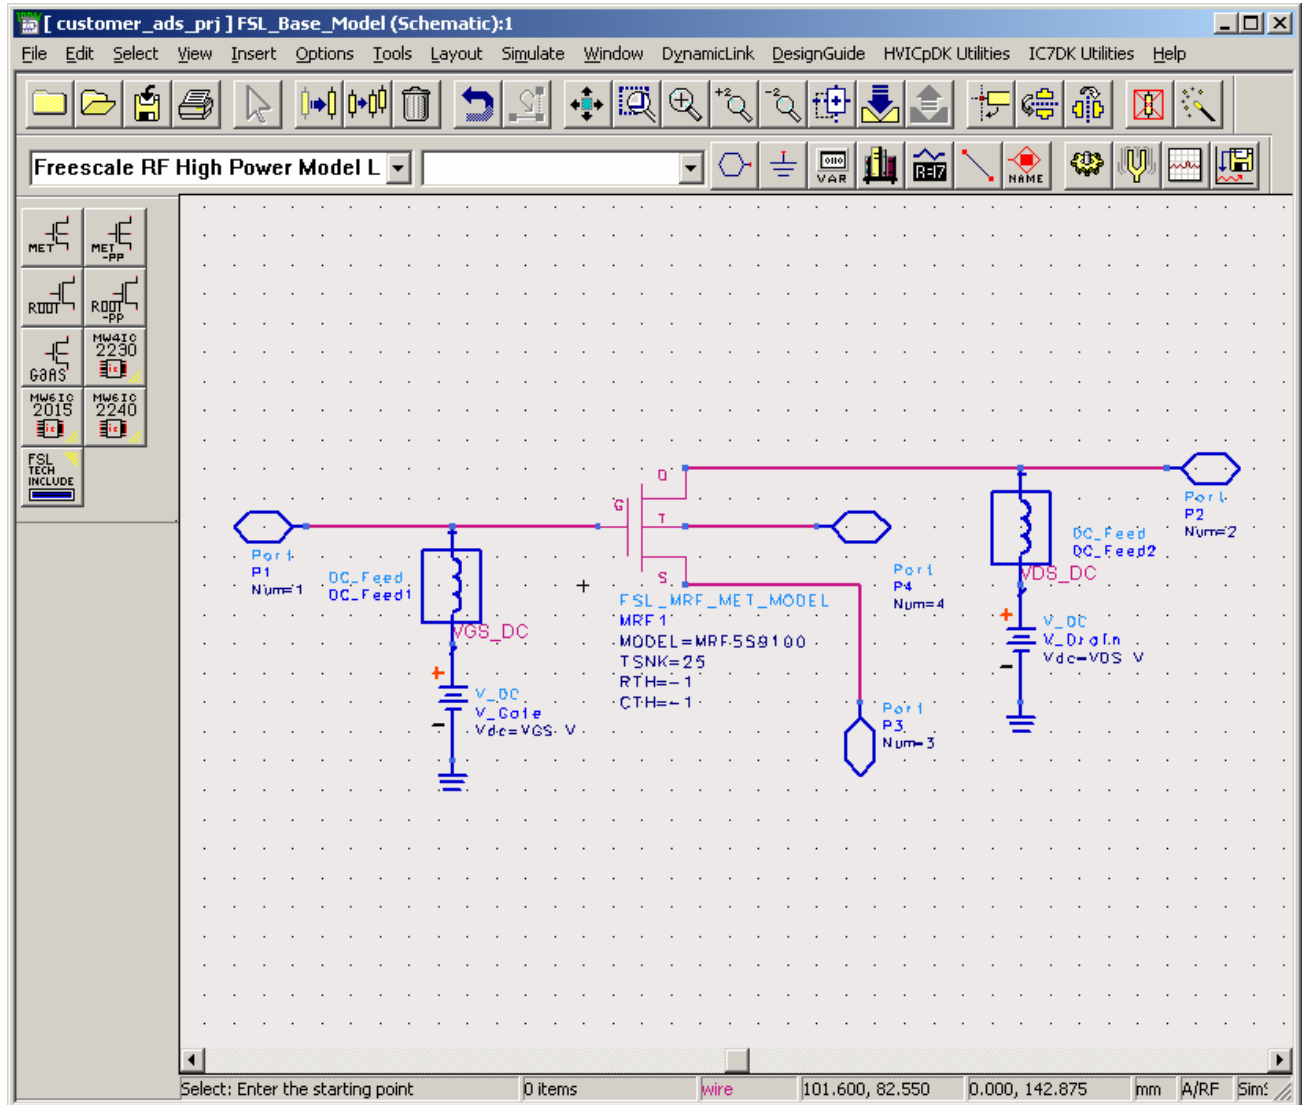 [ customer_ads_prj ] FSL_Base_Model (Schematic):1
File Edit Select View Insert Options Tools Layout Simulate Window DynamicLink DesignGuide HVICpDK Utilities IC7DK Utilities Help
+2 -2
Freescale RF High Power Model L
VAR
NAME
MET
MET
-PP
ROOT
ROOT
-PP
GaAS
MW4IC
2230
MW6IC
2015
MW6IC
2240
FSL
TECH
INCLUDE
Port
P1
Num=1
DC_Feed
DC_Feed1
VGS_DC
V_DC
V_Gate
Vdc=VGS V
G
D
T
S
FSL_MRF_MET_MODEL
MRF1
MODEL=MRF5S9100
TSNK=25
RTH=-1
CTH=-1
Port
P4
Num=4
Port
P3
Num=3
DC_Feed
DC_Feed2
VDS_DC
V_DC
V_Drain
Vdc=VDS V
Port
P2
Num=2
Select: Enter the starting point 0 items wire 101.600, 82.550 0.000, 142.875 mm A/RF Sim